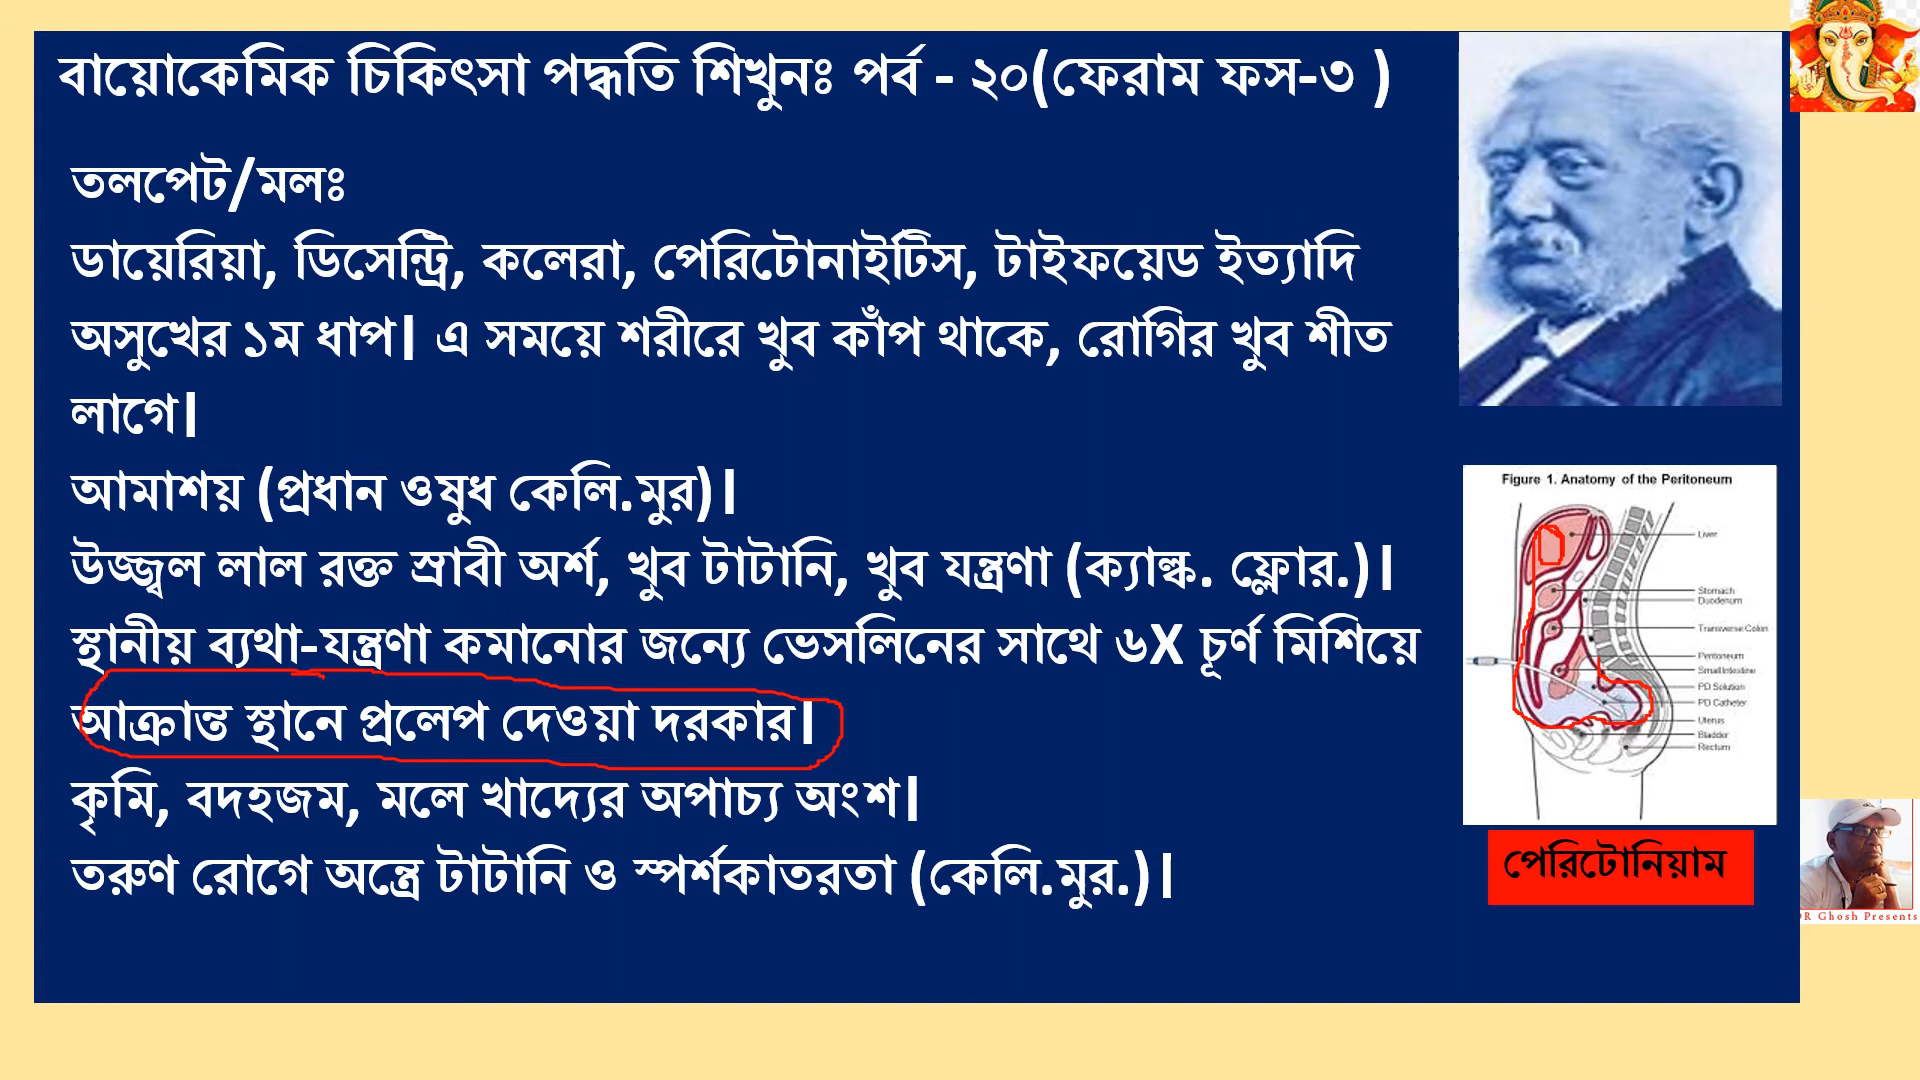 বায়োকেমিক চিকিৎসা পদ্ধতি শিখুনঃ পর্ব - ২০(ফেরাম ফস-৩ )
তলপেট/মলঃ
ডায়েরিয়া, ডিসেন্ট্রি, কলেরা, পেরিটোনাইটিস, টাইফয়েড ইত্যাদি
অসুখের ১ম ধাপ। এ সময়ে শরীরে খুব কাঁপ থাকে, রোগির খুব শীত
লাগে।
আমাশয় (প্রধান ওষুধ কেলি.মুর)।
উজ্জ্বল লাল রক্ত স্রাবী অর্শ, খুব টাটানি, খুব যন্ত্রণা (ক্যাল্ক. ফ্লোর.)।
স্থানীয় ব্যথা-যন্ত্রণা কমানোর জন্যে ভেসলিনের সাথে ৬X চূর্ণ মিশিয়ে
আক্রান্ত স্থানে প্রলেপ দেওয়া দরকার।
কৃমি, বদহজম, মলে খাদ্যের অপাচ্য অংশ।
তরুণ রোগে অন্ত্রে টাটানি ও স্পর্শকাতরতা (কেলি.মুর.)।
Figure 1. Anatomy of the Peritoneum
Liver
Stomach
Duodenum
Transverse Colon
Peritoneum
Small Intestine
PD Solution
PD Catheter
Uterus
Bladder
Rectum
পেরিটোনিয়াম
R Ghosh Presents